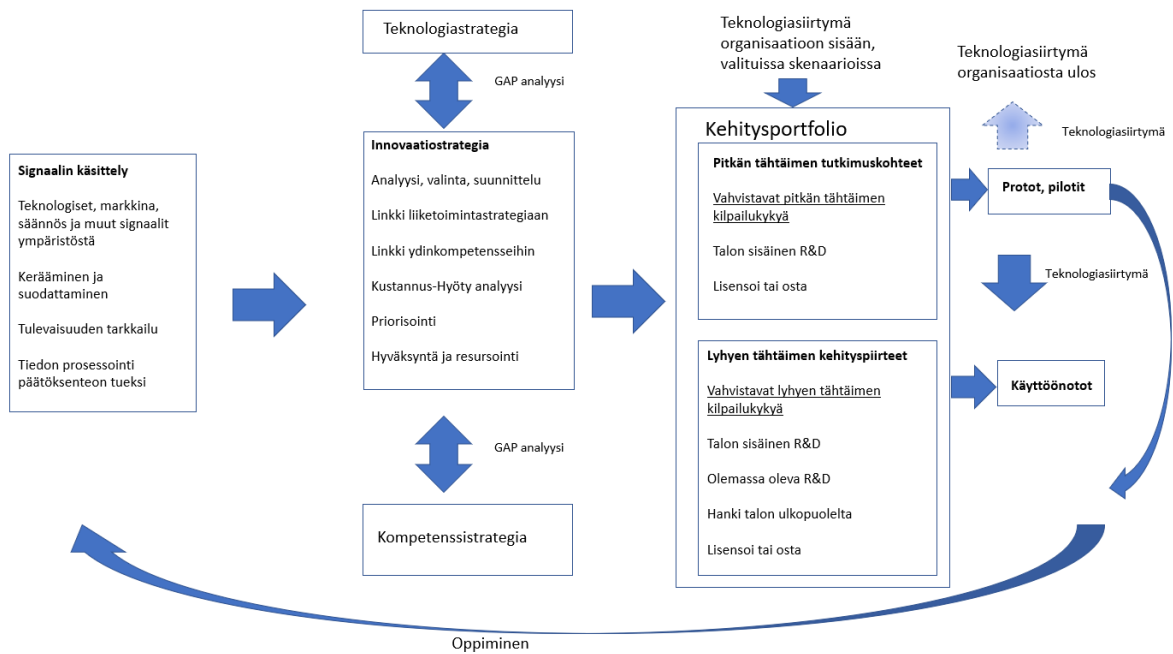 Teknologiastrategia
GAP analyysi
Signaalin käsittely
Teknologiset, markkina,
säännös ja muut signaalit
ympäristöstä
Kerääminen ja
suodattaminen
Tulevaisuuden tarkkailu
Tiedon prosessointi
päätöksenteon tueksi
Innovaatiostrategia
Analyysi, valinta, suunnittelu
Linkki liiketoimintastrategiaan
Linkki ydinkompetensseihin
Kustannus-Hyöty analyysi
Priorisointi
Hyväksyntä ja resursointi
GAP analyysi
Kompetenssistrategia
Teknologiasiirtymä
organisaatioon sisään,
valituissa skenaarioissa
Kehitysportfolio
Pitkän tähtäimen tutkimuskohteet
Vahvistavat pitkän tähtäimen
kilpailukykyä
Talon sisäinen R&D
Lisensoi tai osta
Lyhyen tähtäimen kehityspiirteet
Vahvistavat lyhyen tähtäimen
kilpailukykyä
Talon sisäinen R&D
Olemassa oleva R&D
Hanki talon ulkopuolelta
Lisensoi tai osta
Teknologiasiirtymä
organisaatiosta ulos
Teknologiasiirtymä
Protot, pilotit
Teknologiasiirtymä
Käyttöönotot
Oppiminen